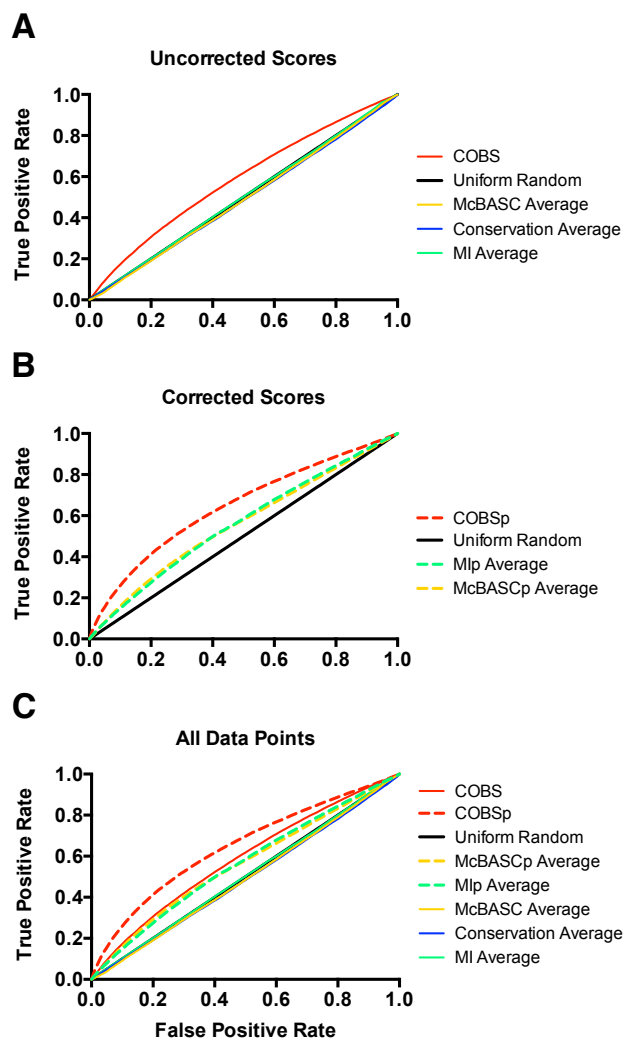 A
Uncorrected Scores
True Positive Rate
1.0
0.8
0.6
0.4
0.2
0.0
0.0 0.2 0.4 0.6 0.8 1.0
COBS
Uniform Random
McBASC Average
Conservation Average
MI Average
B
Corrected Scores
True Positive Rate
1.0
0.8
0.6
0.4
0.2
0.0
0.0 0.2 0.4 0.6 0.8 1.0
COBSp
Uniform Random
MIp Average
McBASCp Average
C
All Data Points
True Positive Rate
1.0
0.8
0.6
0.4
0.2
0.0
0.0 0.2 0.4 0.6 0.8 1.0
False Positive Rate
COBS
COBSp
Uniform Random
McBASCp Average
MIp Average
McBASC Average
Conservation Average
MI Average